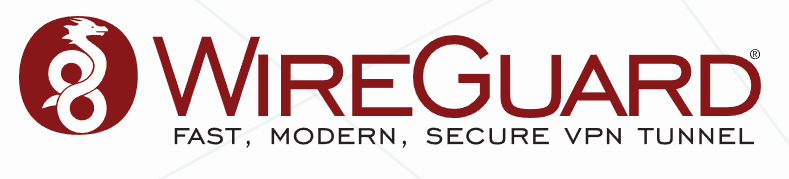 WIREGUARD®
FAST, MODERN, SECURE VPN TUNNEL